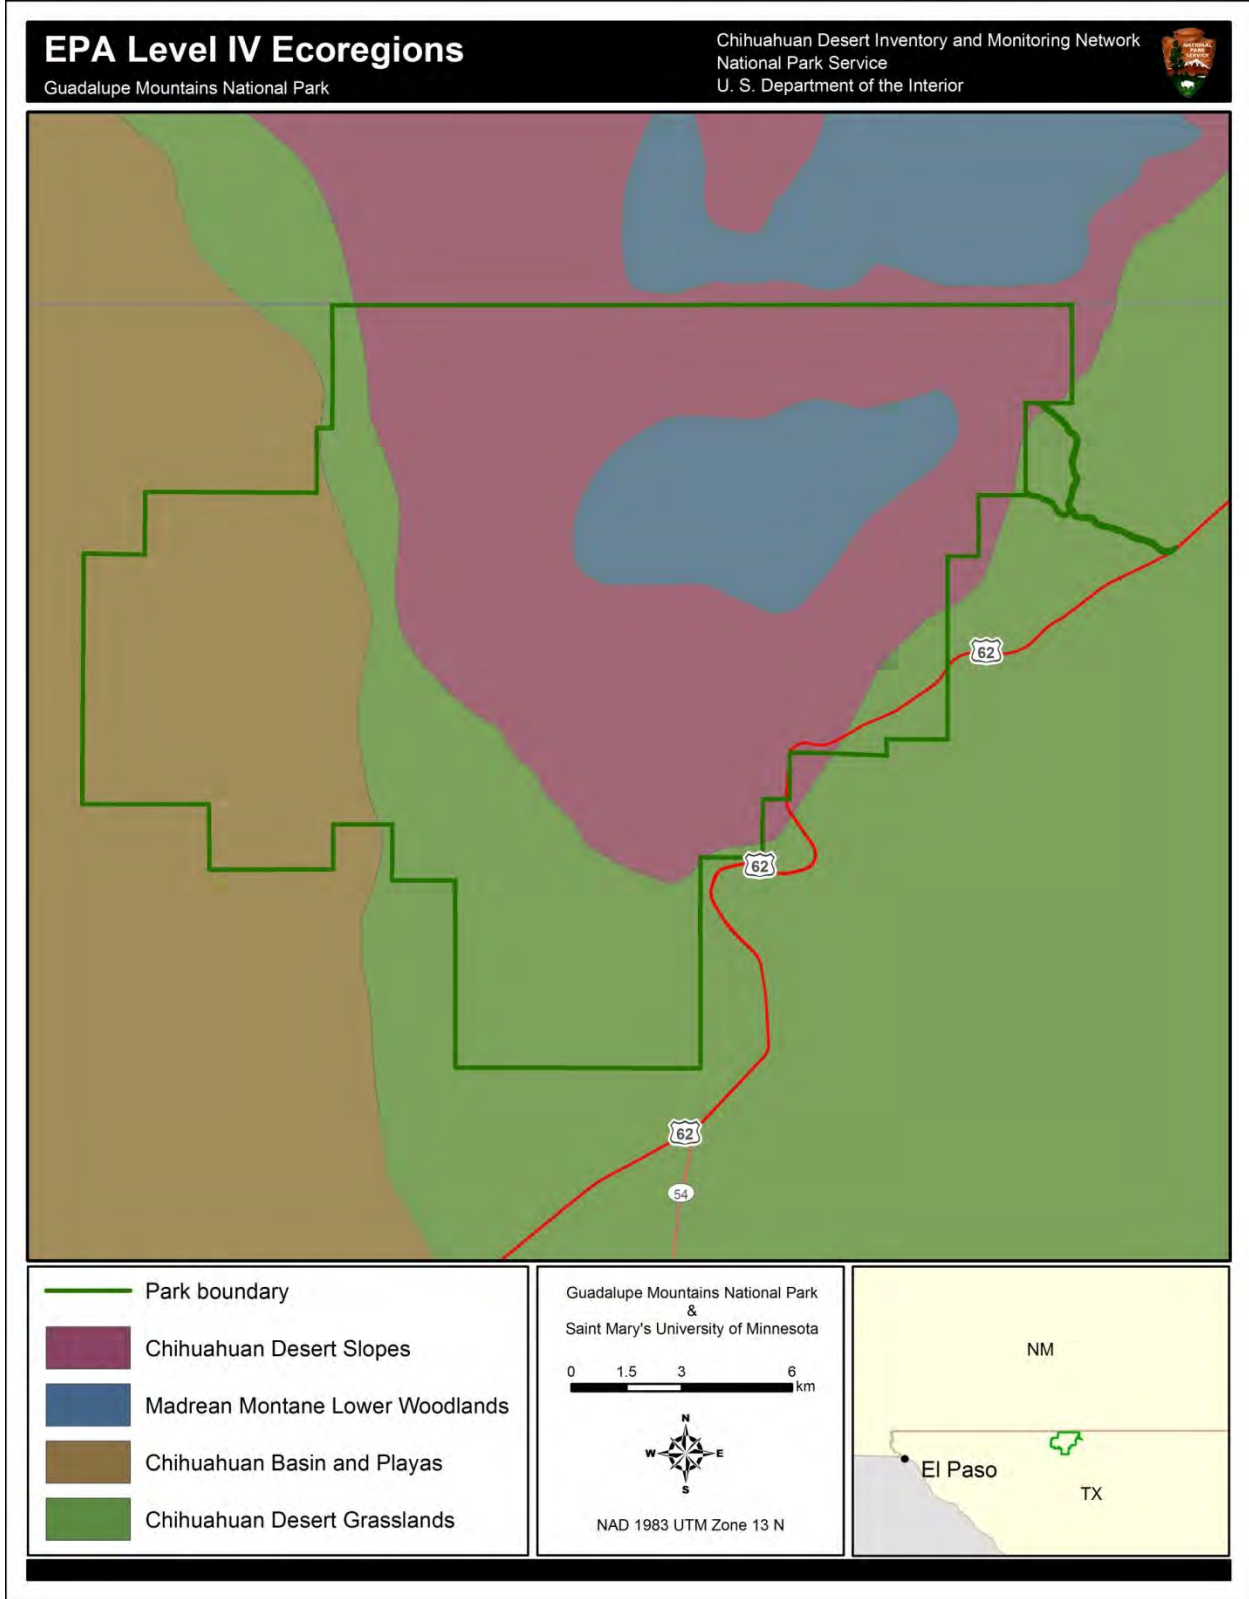 EPA Level IV Ecoregions
Guadalupe Mountains National Park
Chihuahuan Desert Inventory and Monitoring Network
National Park Service
U. S. Department of the Interior
NATIONAL
PARK
SERVICE
62
62
62
54
Park boundary
Chihuahuan Desert Slopes
Madrean Montane Lower Woodlands
Chihuahuan Basin and Playas
Chihuahuan Desert Grasslands
Guadalupe Mountains National Park
&
Saint Mary's University of Minnesota
0 1.5 3 6
km
N
W E
S
NAD 1983 UTM Zone 13 N
NM
El Paso
TX